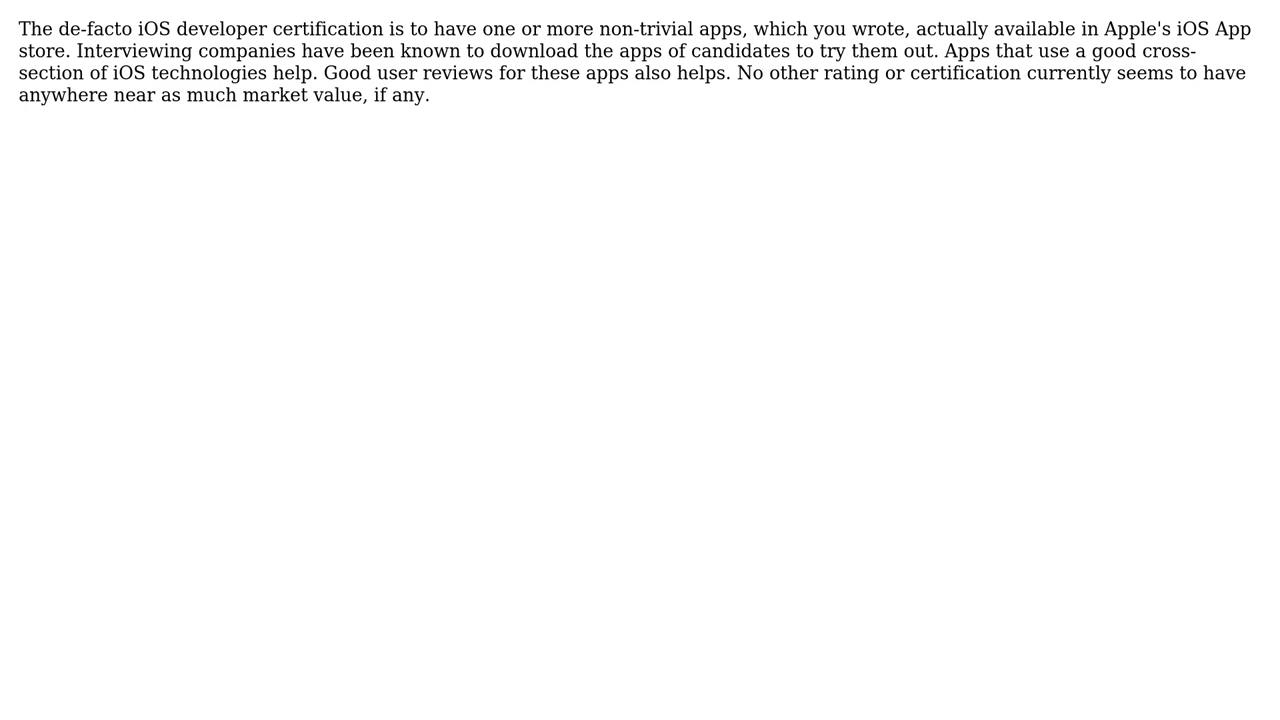 The de-facto iOS developer certification is to have one or more non-trivial apps, which you wrote, actually available in Apple's iOS App
store. Interviewing companies have been known to download the apps of candidates to try them out. Apps that use a good cross-
section of iOS technologies help. Good user reviews for these apps also helps. No other rating or certification currently seems to have
anywhere near as much market value, if any.